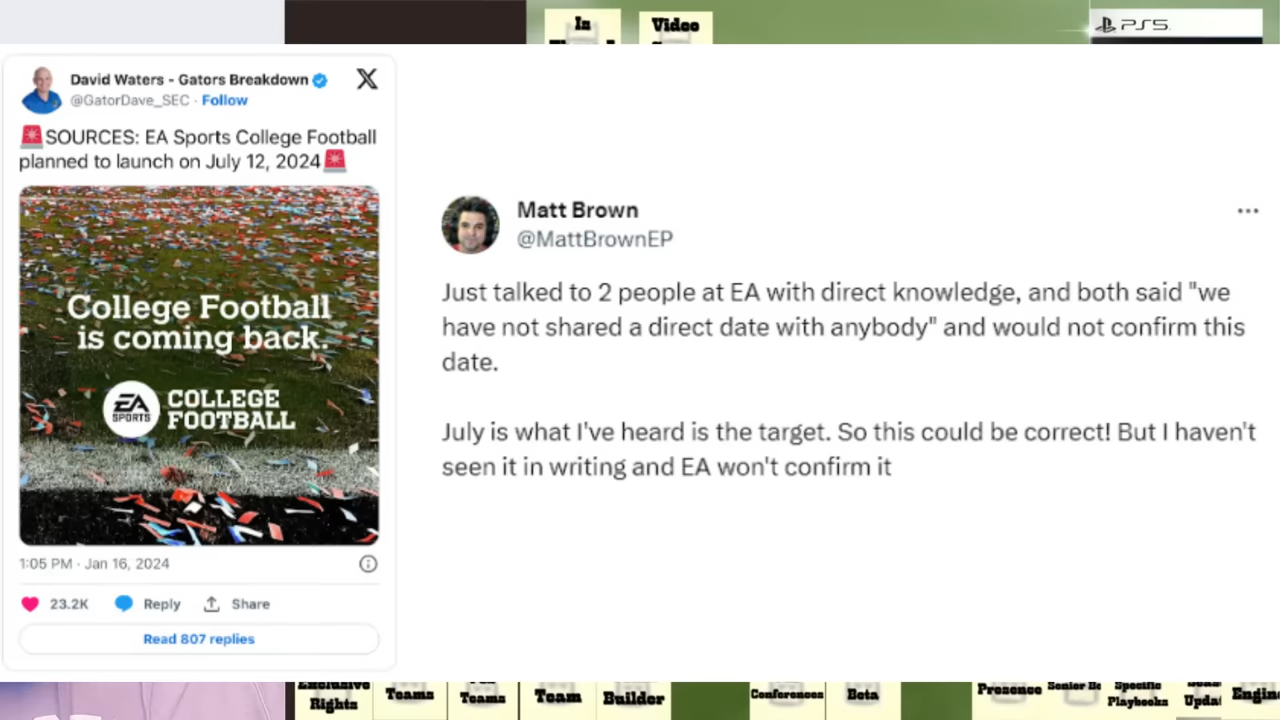 In
Video
PS5
David Waters - Gators Breakdown
@GatorDave_SEC · Follow
🚨SOURCES: EA Sports College Football
planned to launch on July 12, 2024🚨
College Football
is coming back.
EA
SPORTS
COLLEGE
FOOTBALL
1:05 PM · Jan 16, 2024
23.2K
Reply
Share
Read 807 replies
Matt Brown
@MattBrownEP
Just talked to 2 people at EA with direct knowledge, and both said "we
have not shared a direct date with anybody" and would not confirm this
date.
July is what I've heard is the target. So this could be correct! But I haven't
seen it in writing and EA won't confirm it
Exclusive
Rights
Teams
Teams
Team
Builder
Conferences
Beta
Presence
Specific
Playbooks